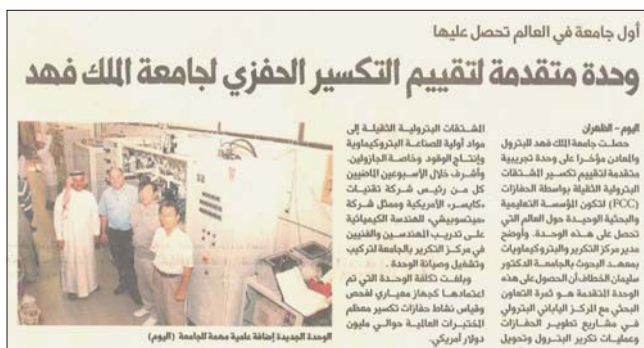 أول جامعة في العالم تحصل عليها
وحدة متقدمة لتقييم التكسير الحفزي لجامعة الملك فهد
اليوم - الظهران
حصلت جامعة الملك فهد للبترول
والمعادن مؤخرا على وحدة تجريبية
متقدمة لتقييم تكسير المشتقات
البترولية الثقيلة بواسطة الحفازات
(FCC) لتكون المؤسسة التعليمية
والبحثية الوحيدة حول العالم التي
تحصل على هذه الوحدة. وأوضح
مدير مركز التكرير والبتروكيماويات
بمعهد البحوث بالجامعة الدكتور
سليمان الخطاف أن الحصول على هذه
الوحدة المتقدمة هو ثمرة التعاون
البحثي مع المركز الياباني البترولي
في مشاريع تطوير الحفازات
وعمليات تكرير البترول وتحويل
المشتقات البترولية الثقيلة إلى
مواد أولية للصناعة البتروكيماوية
وإنتاج الوقود وخاصة الجازولين.
وأشرف خلال الأسبوعين الماضيين
كل من رئيس شركة تقنيات
«كايسر» الأمريكية وممثل شركة
«ميتسوبيشي» الهندسة الكيميائية
على تدريب المهندسين والفنيين
في مركز التكرير بالجامعة لتركيب
وتشغيل وصيانة الوحدة.
وبلغت تكلفة الوحدة التي تم
اعتمادها كجهاز معياري لفحص
وقياس نشاط حفازات تكسير معظم
المختبرات العالمية حوالي مليون
دولار أمريكي.
الوحدة الجديدة إضافة علمية مهمة للجامعة (اليوم)